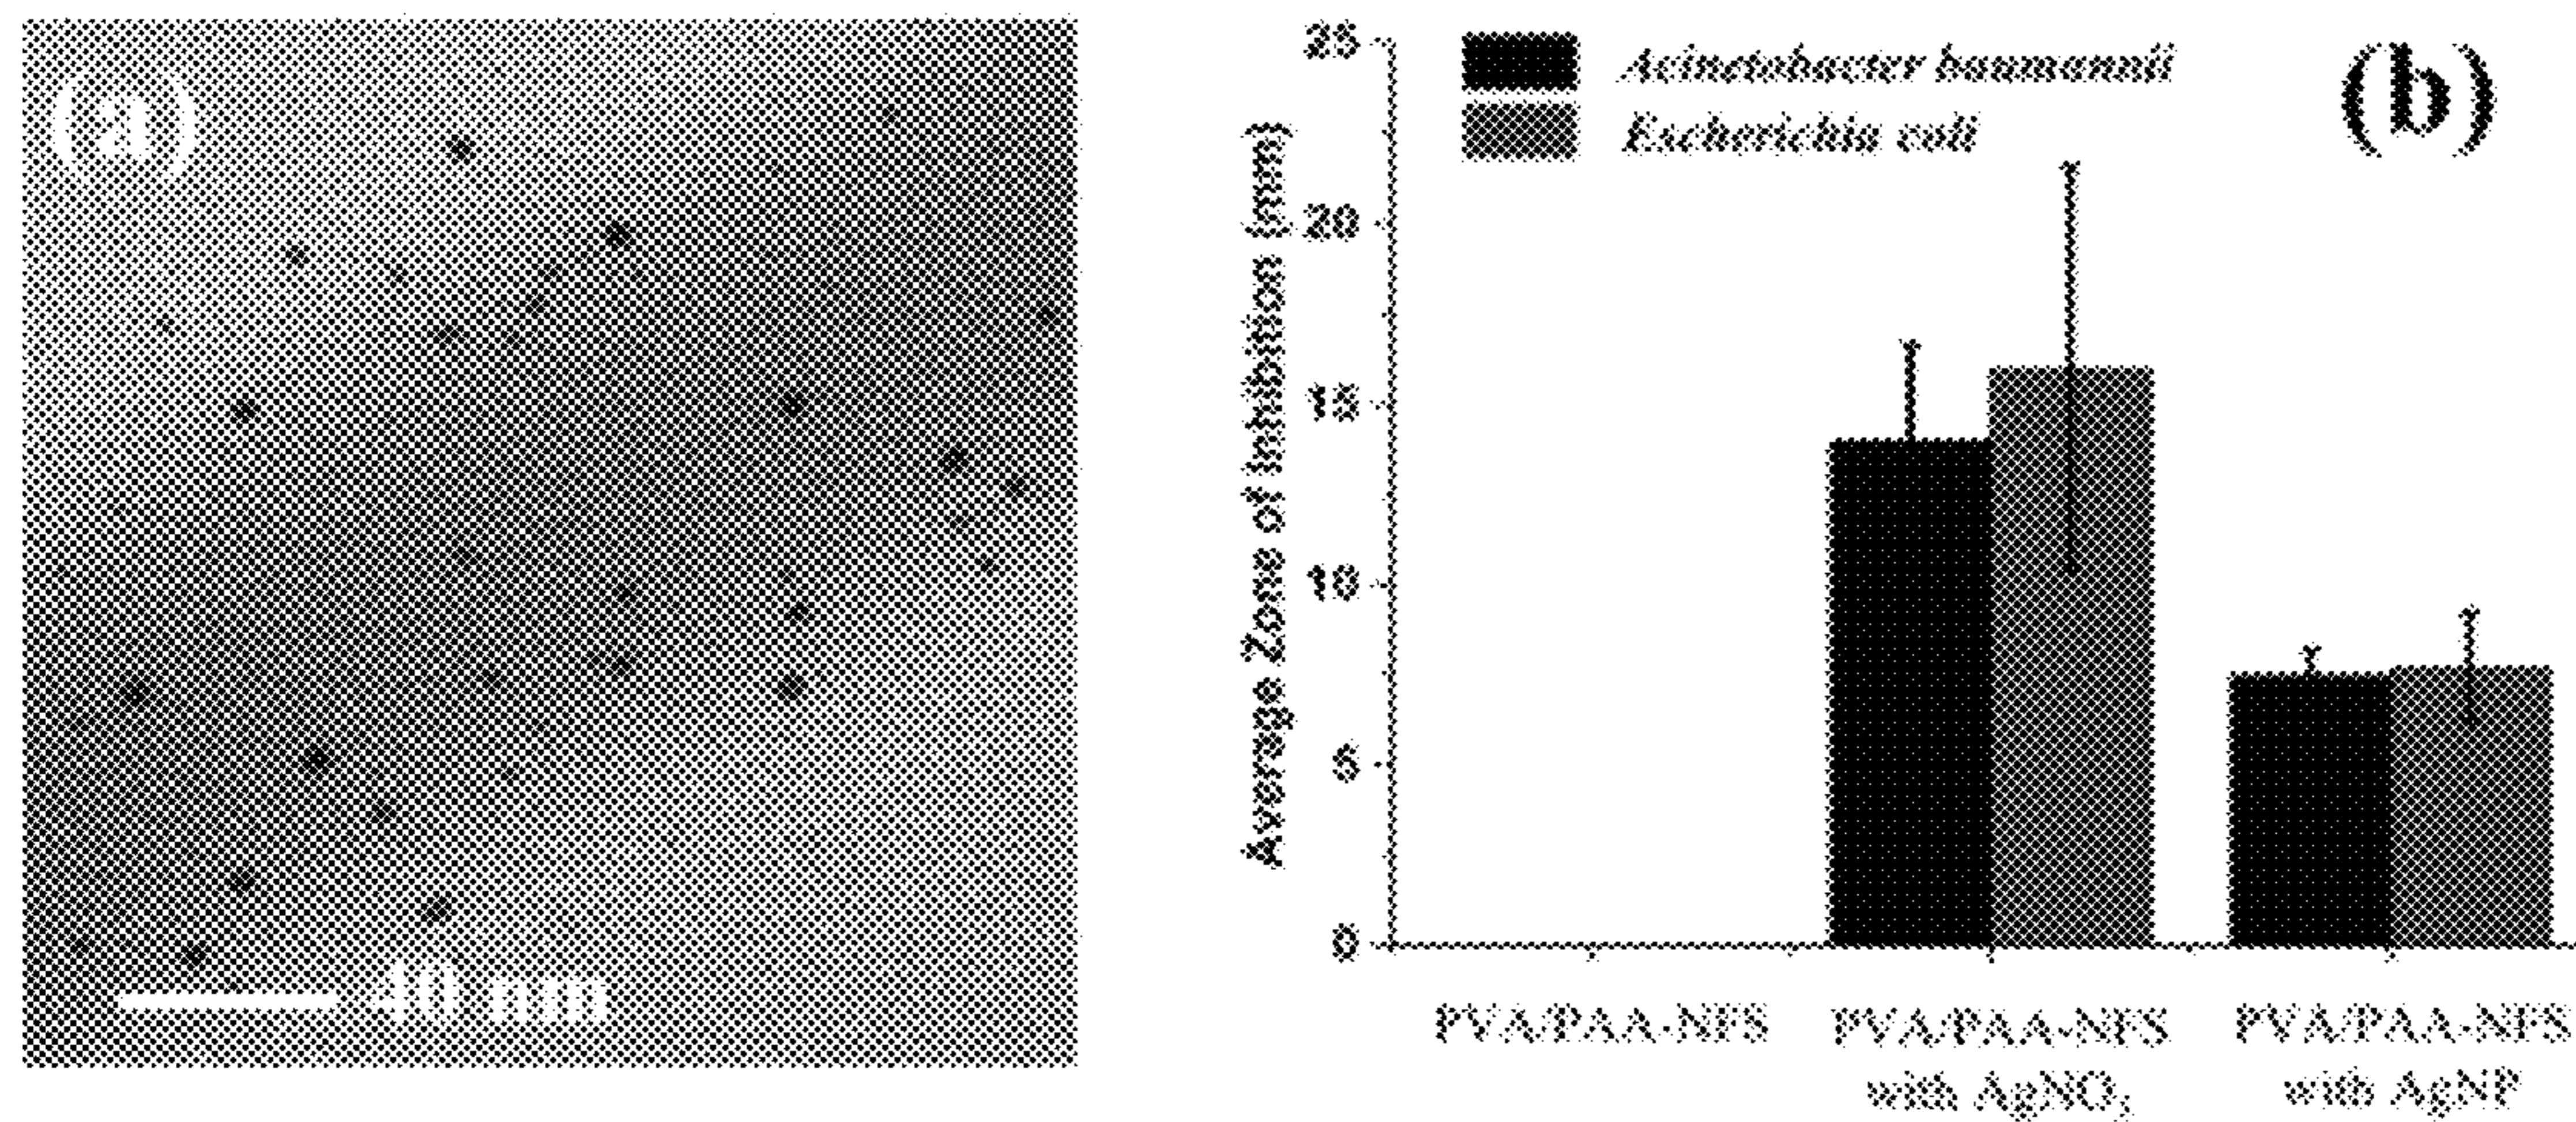 (a)
40 nm
(b)
Acinetobacter baumannii
Escherichia coli
Average Zone of Inhibition (mm)
25
20
15
10
5
0
PVA/PAA-NFS
PVA/PAA-NFS
with AgNO₃
PVA/PAA-NFS
with AgNP